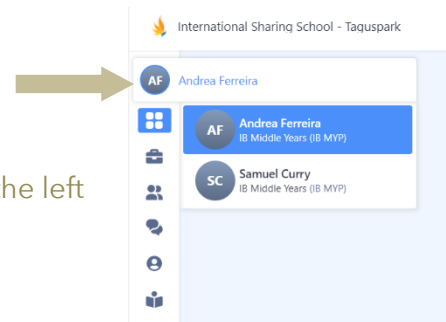 International Sharing School - Taguspark
AF Andrea Ferreira
AF Andrea Ferreira
IB Middle Years (IB MYP)
the left
SC Samuel Curry
IB Middle Years (IB MYP)